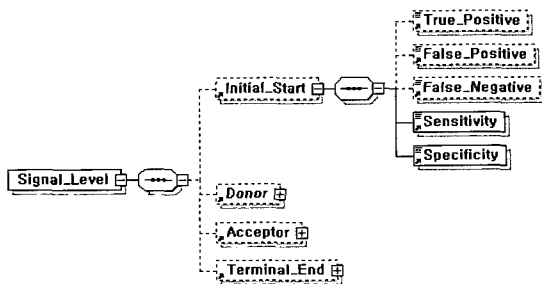 True_Positive
False_Positive
Initial_Start
False_Negative
Sensitivity
Specificity
Signal_Level
Donor
Acceptor
Terminal_End